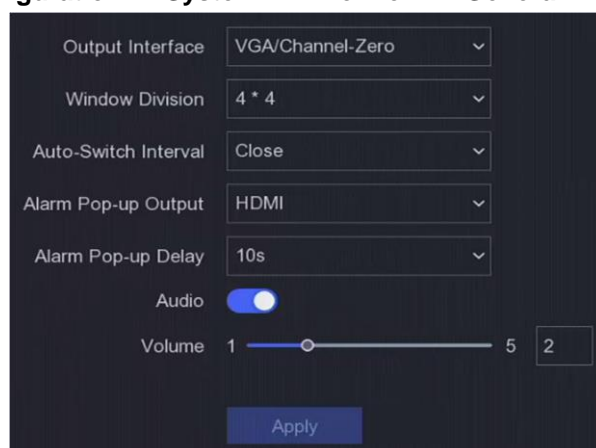 Output Interface VGA/Channel-Zero
Window Division 4 * 4
Auto-Switch Interval Close
Alarm Pop-up Output HDMI
Alarm Pop-up Delay 10s
Audio
Volume 1 5 2
Apply